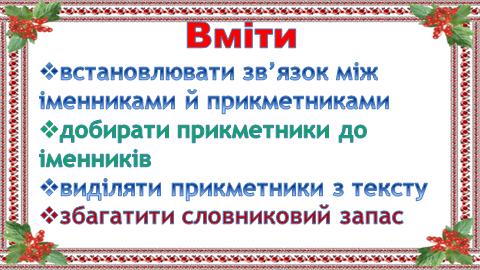 Вміти
❖встановлювати зв’язок між
іменниками й прикметниками
❖добирати прикметники до
іменників
❖виділяти прикметники з тексту
❖збагатити словниковий запас